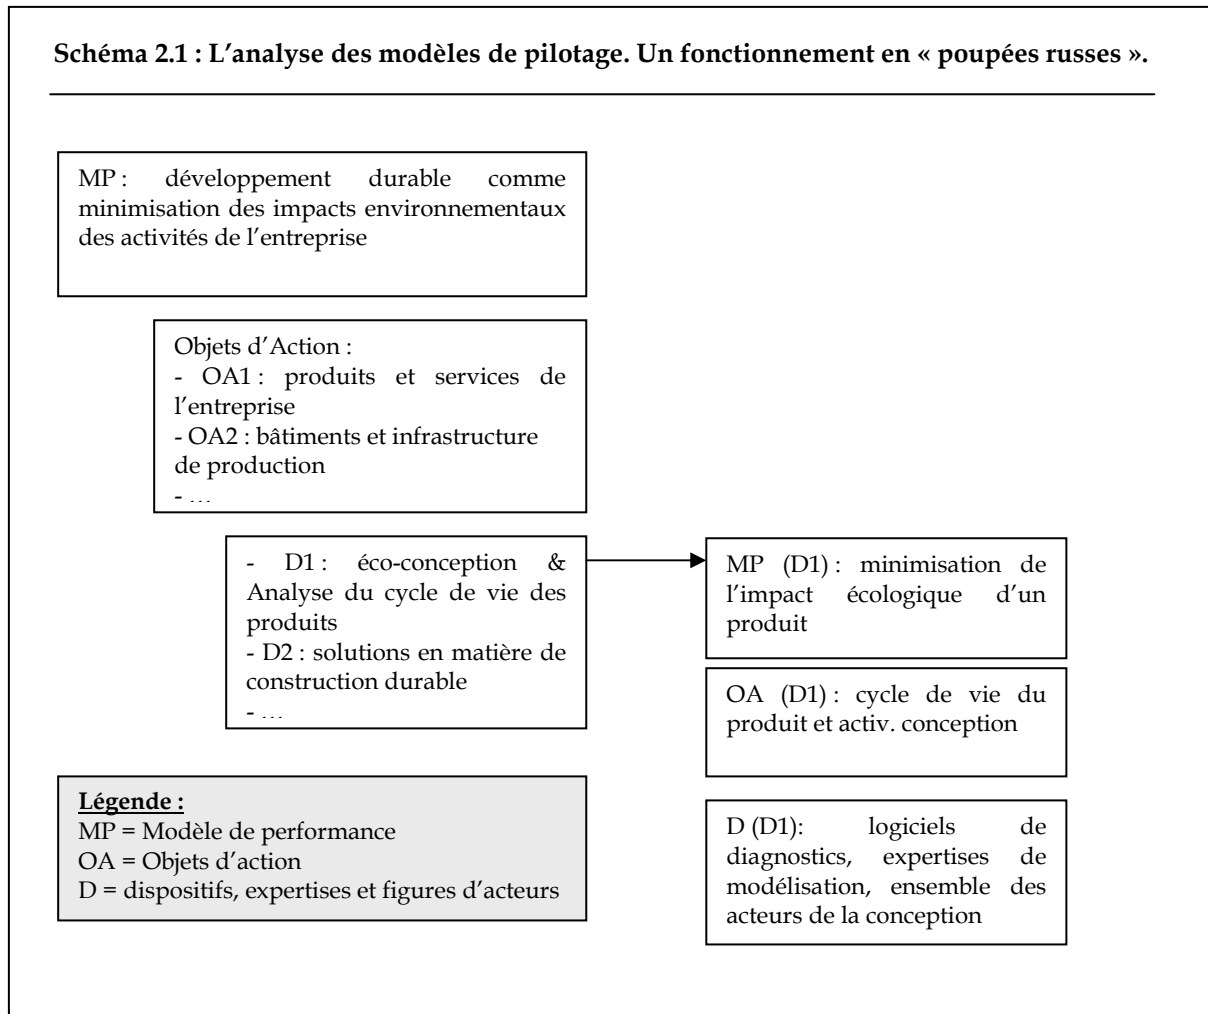 Schéma 2.1 : L’analyse des modèles de pilotage. Un fonctionnement en « poupées russes ».
MP : développement durable comme
minimisation des impacts environnementaux
des activités de l’entreprise
Objets d’Action :
- OA1 : produits et services de
l’entreprise
- OA2 : bâtiments et infrastructure
de production
- …
- D1 : éco-conception &
Analyse du cycle de vie des
produits
- D2 : solutions en matière de
construction durable
- …
MP (D1) : minimisation de
l’impact écologique d’un
produit
OA (D1) : cycle de vie du
produit et activ. conception
D (D1): logiciels de
diagnostics, expertises de
modélisation, ensemble des
acteurs de la conception
Légende :
MP = Modèle de performance
OA = Objets d’action
D = dispositifs, expertises et figures d’acteurs